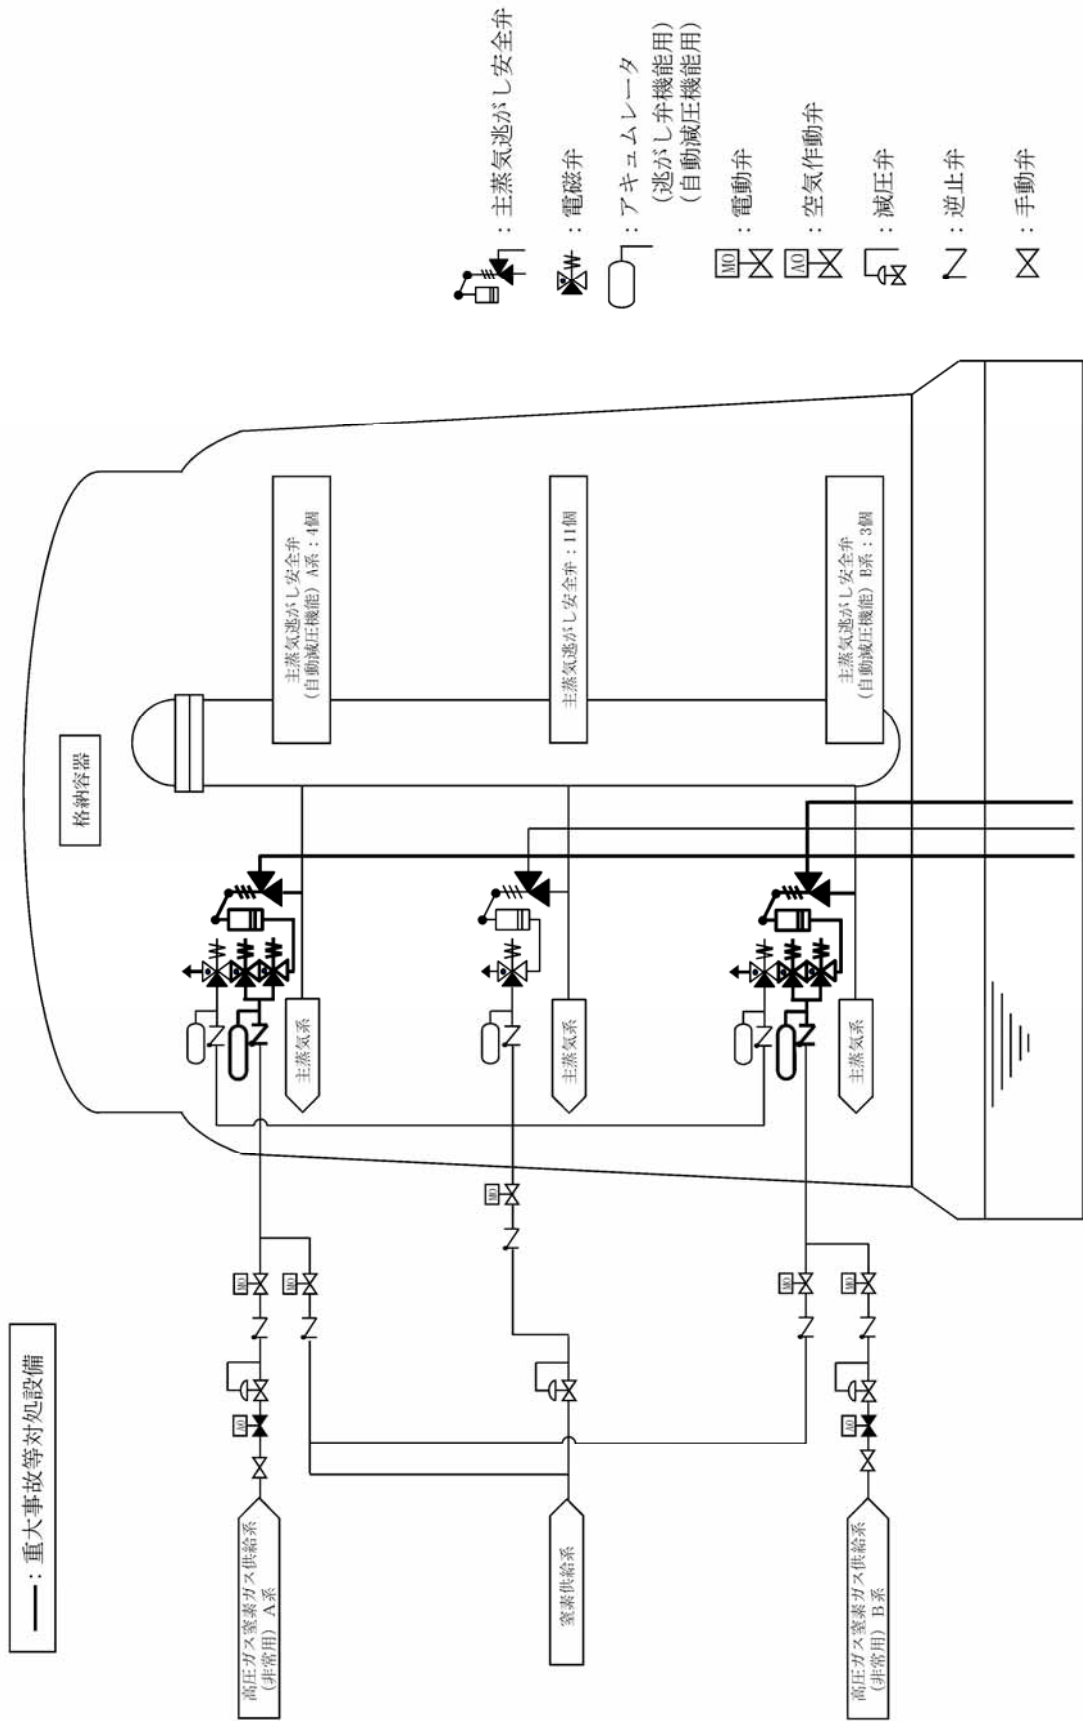 ━━：重大事故等対処設備
格納容器
主蒸気逃がし安全弁
(自動減圧機能) A系：4個
主蒸気逃がし安全弁：11個
主蒸気逃がし安全弁
(自動減圧機能) B系：3個
主蒸気系
主蒸気系
主蒸気系
MO
MO
MO
MO
MO
AO
AO
高圧ガス窒素ガス供給系
(非常用) A系
窒素供給系
高圧ガス窒素ガス供給系
(非常用) B系
：主蒸気逃がし安全弁
：電磁弁
：アキュムレータ
(逃がし弁機能用)
(自動減圧機能用)
MO
：電動弁
AO
：空気作動弁
：減圧弁
：逆止弁
：手動弁